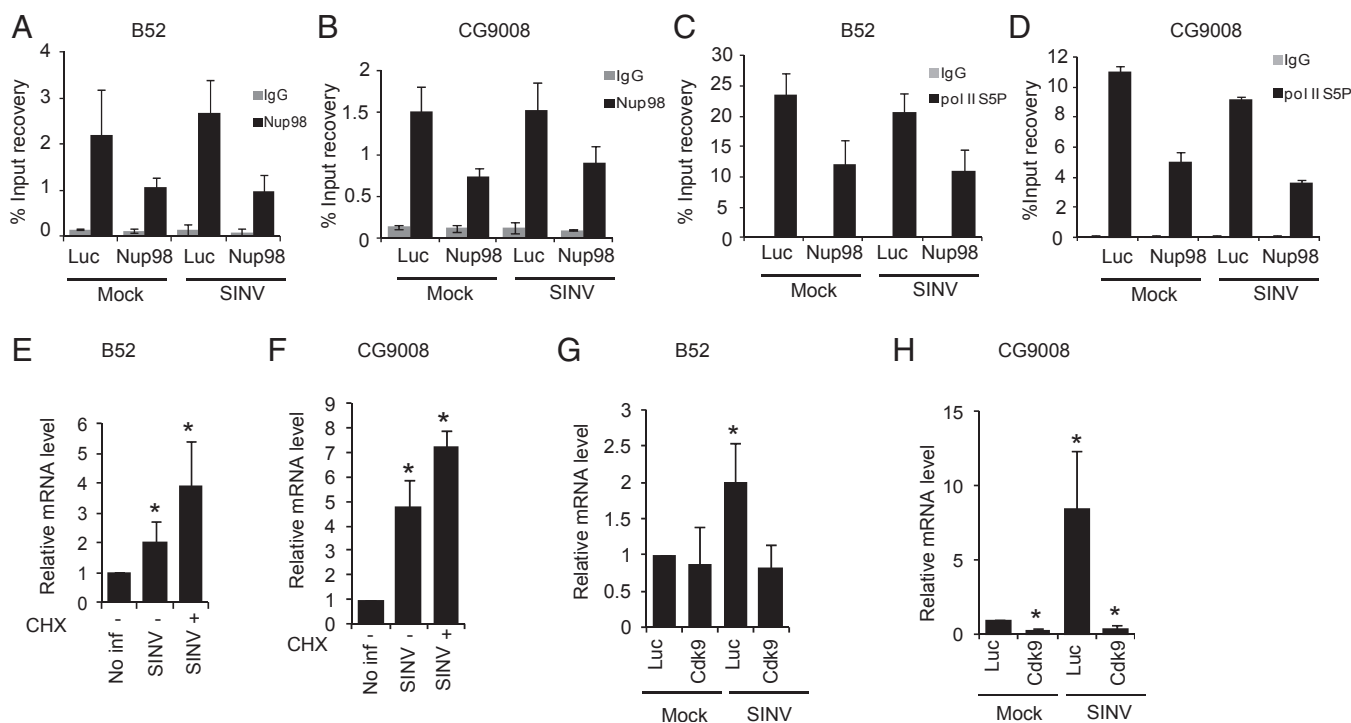 A
B52
4
3
2
1
0
% Input recovery
IgG
Nup98
Luc Nup98 Luc Nup98
Mock SINV
B
CG9008
2
1.5
1
0.5
0
% Input recovery
IgG
Nup98
Luc Nup98 Luc Nup98
Mock SINV
C
B52
30
25
20
15
10
5
0
% Input recovery
IgG
pol II S5P
Luc Nup98 Luc Nup98
Mock SINV
D
CG9008
12
10
8
6
4
2
0
%Input recovery
IgG
pol II S5P
Luc Nup98 Luc Nup98
Mock SINV
E
B52
6
5
4
3
2
1
0
Relative mRNA level
CHX
No inf -
SINV -
SINV +
F
CG9008
9
8
7
6
5
4
3
2
1
0
Relative mRNA level
CHX
No inf -
SINV -
SINV +
* *
* *
G
B52
3
2.5
2
1.5
1
0.5
0
Relative mRNA level
*
Luc Cdk9 Luc Cdk9
Mock SINV
H
CG9008
15
10
5
0
Relative mRNA level
* * *
Luc Cdk9 Luc Cdk9
Mock SINV